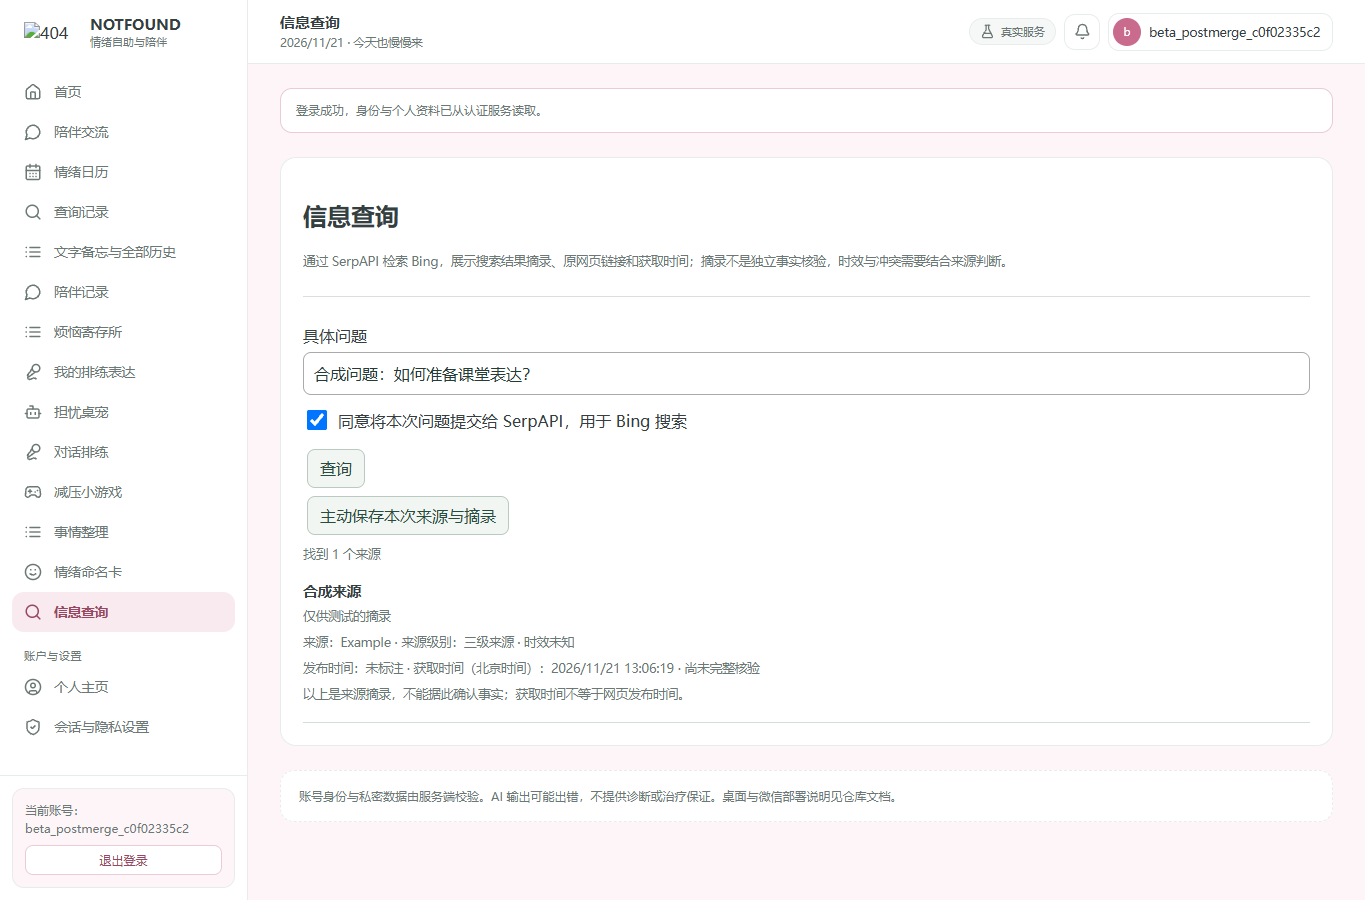 404
NOTFOUND
情绪自助与陪伴
首页
陪伴交流
情绪日历
查询记录
文字备忘与全部历史
陪伴记录
烦恼寄存所
我的排练表达
担忧桌宠
对话排练
减压小游戏
事情整理
情绪命名卡
信息查询
账户与设置
个人主页
会话与隐私设置
当前账号:
beta_postmerge_c0f02335c2
退出登录
信息查询
2026/11/21 · 今天也慢慢来
真实服务
b
beta_postmerge_c0f02335c2
登录成功，身份与个人资料已从认证服务读取。
信息查询
通过 SerpAPI 检索 Bing，展示搜索结果摘录、原网页链接和获取时间；摘录不是独立事实核验，时效与冲突需要结合来源判断。
具体问题
合成问题：如何准备课堂表达？
同意将本次问题提交给 SerpAPI，用于 Bing 搜索
查询
主动保存本次来源与摘录
找到 1 个来源
合成来源
仅供测试的摘录
来源：Example · 来源级别：三级来源 · 时效未知
发布时间：未标注 · 获取时间（北京时间）：2026/11/21 13:06:19 · 尚未完整核验
以上是来源摘录，不能据此确认事实；获取时间不等于网页发布时间。
账号身份与私密数据由服务端校验。AI 输出可能出错，不提供诊断或治疗保证。桌面与微信部署说明见仓库文档。